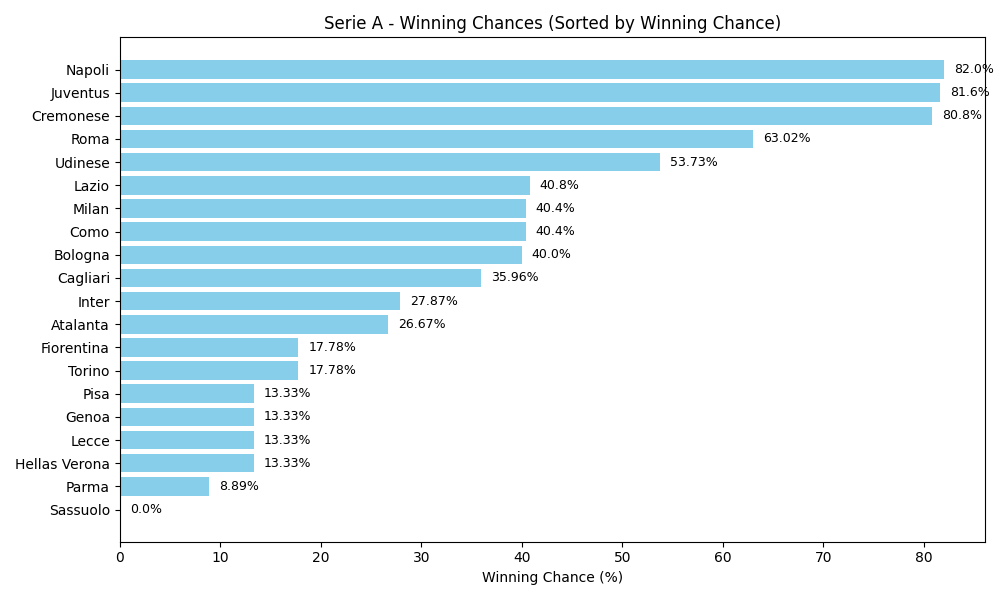 Serie A - Winning Chances (Sorted by Winning Chance)
Napoli 82.0%
Juventus 81.6%
Cremonese 80.8%
Roma 63.02%
Udinese 53.73%
Lazio 40.8%
Milan 40.4%
Como 40.4%
Bologna 40.0%
Cagliari 35.96%
Inter 27.87%
Atalanta 26.67%
Fiorentina 17.78%
Torino 17.78%
Pisa 13.33%
Genoa 13.33%
Lecce 13.33%
Hellas Verona 13.33%
Parma 8.89%
Sassuolo 0.0%
0 10 20 30 40 50 60 70 80
Winning Chance (%)